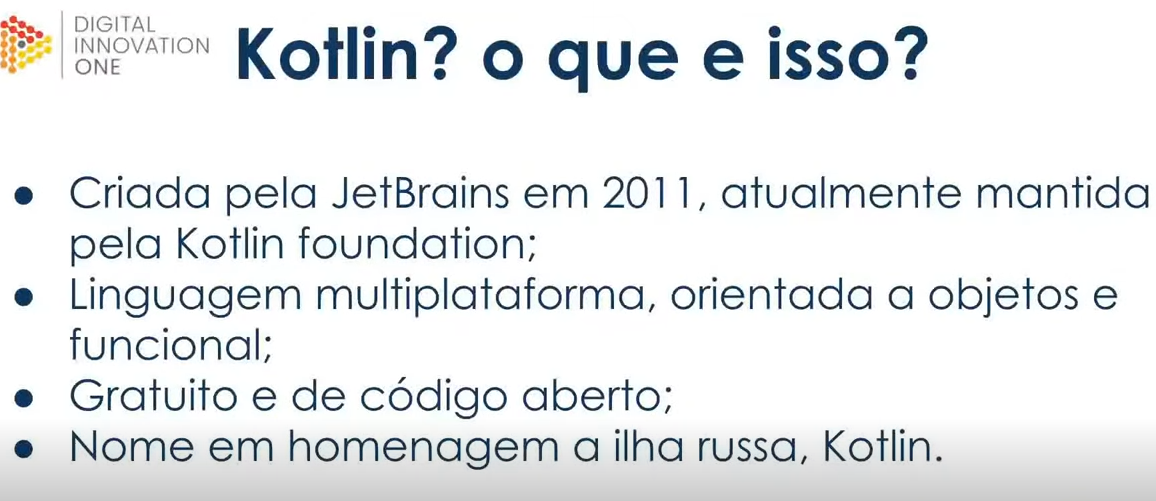 DIGITAL
INNOVATION
ONE
Kotlin? o que e isso?
● Criada pela JetBrains em 2011, atualmente mantida
pela Kotlin foundation;
● Linguagem multiplataforma, orientada a objetos e
funcional;
● Gratuito e de código aberto;
● Nome em homenagem a ilha russa, Kotlin.